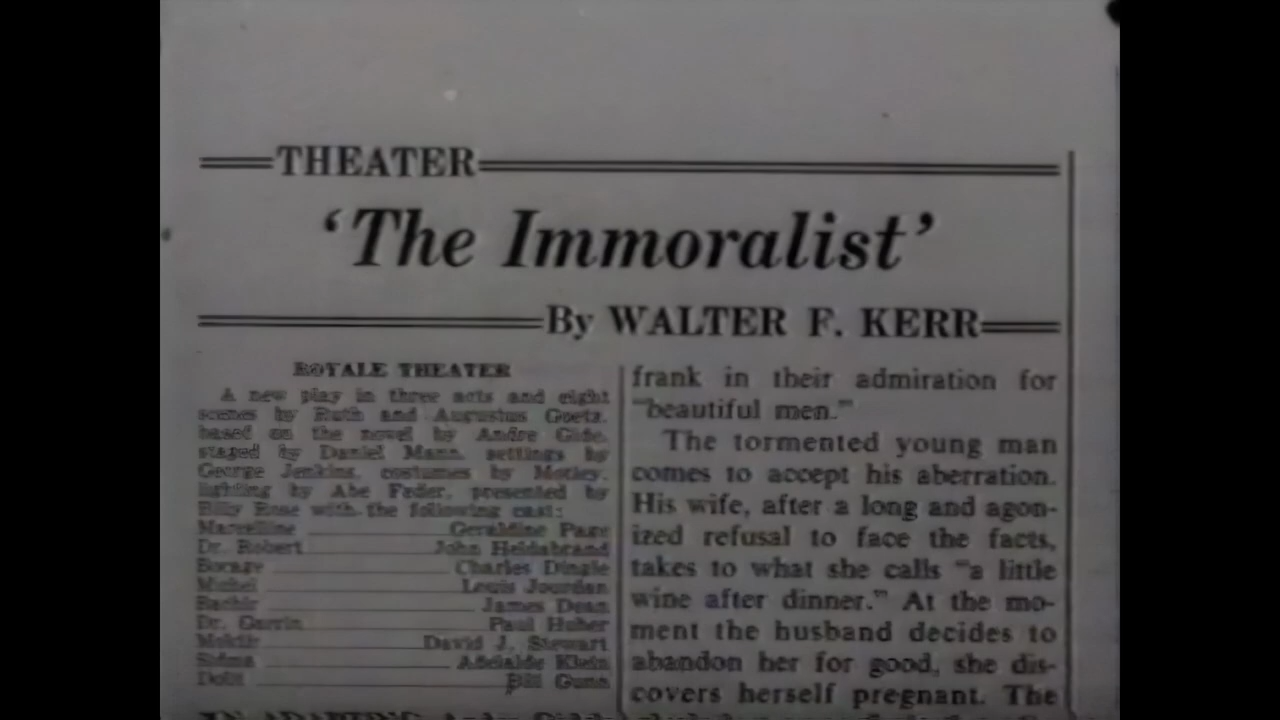 THEATER
‘The Immoralist’
By WALTER F. KERR
ROYALE THEATER
A new play in three acts and eight
scenes by Ruth and Augustus Goetz,
based on the novel by Andre Gide,
staged by Daniel Mann, settings by
George Jenkins, costumes by Motley,
lighting by Abe Feder, presented by
Billy Rose with the following cast:
Marcelline Geraldine Page
Dr. Robert John Heldabrand
Bocage Charles Dingle
Michel Louis Jourdan
Bachir James Dean
Dr. Garrin Paul Huber
Moktir David J. Stewart
Sidma Adelaide Klein
Dolit Bill Gunn
IN ADAPTING
frank in their admiration for
"beautiful men."
The tormented young man
comes to accept his aberration.
His wife, after a long and agon-
ized refusal to face the facts,
takes to what she calls "a little
wine after dinner." At the mo-
ment the husband decides to
abandon her for good, she dis-
covers herself pregnant. The